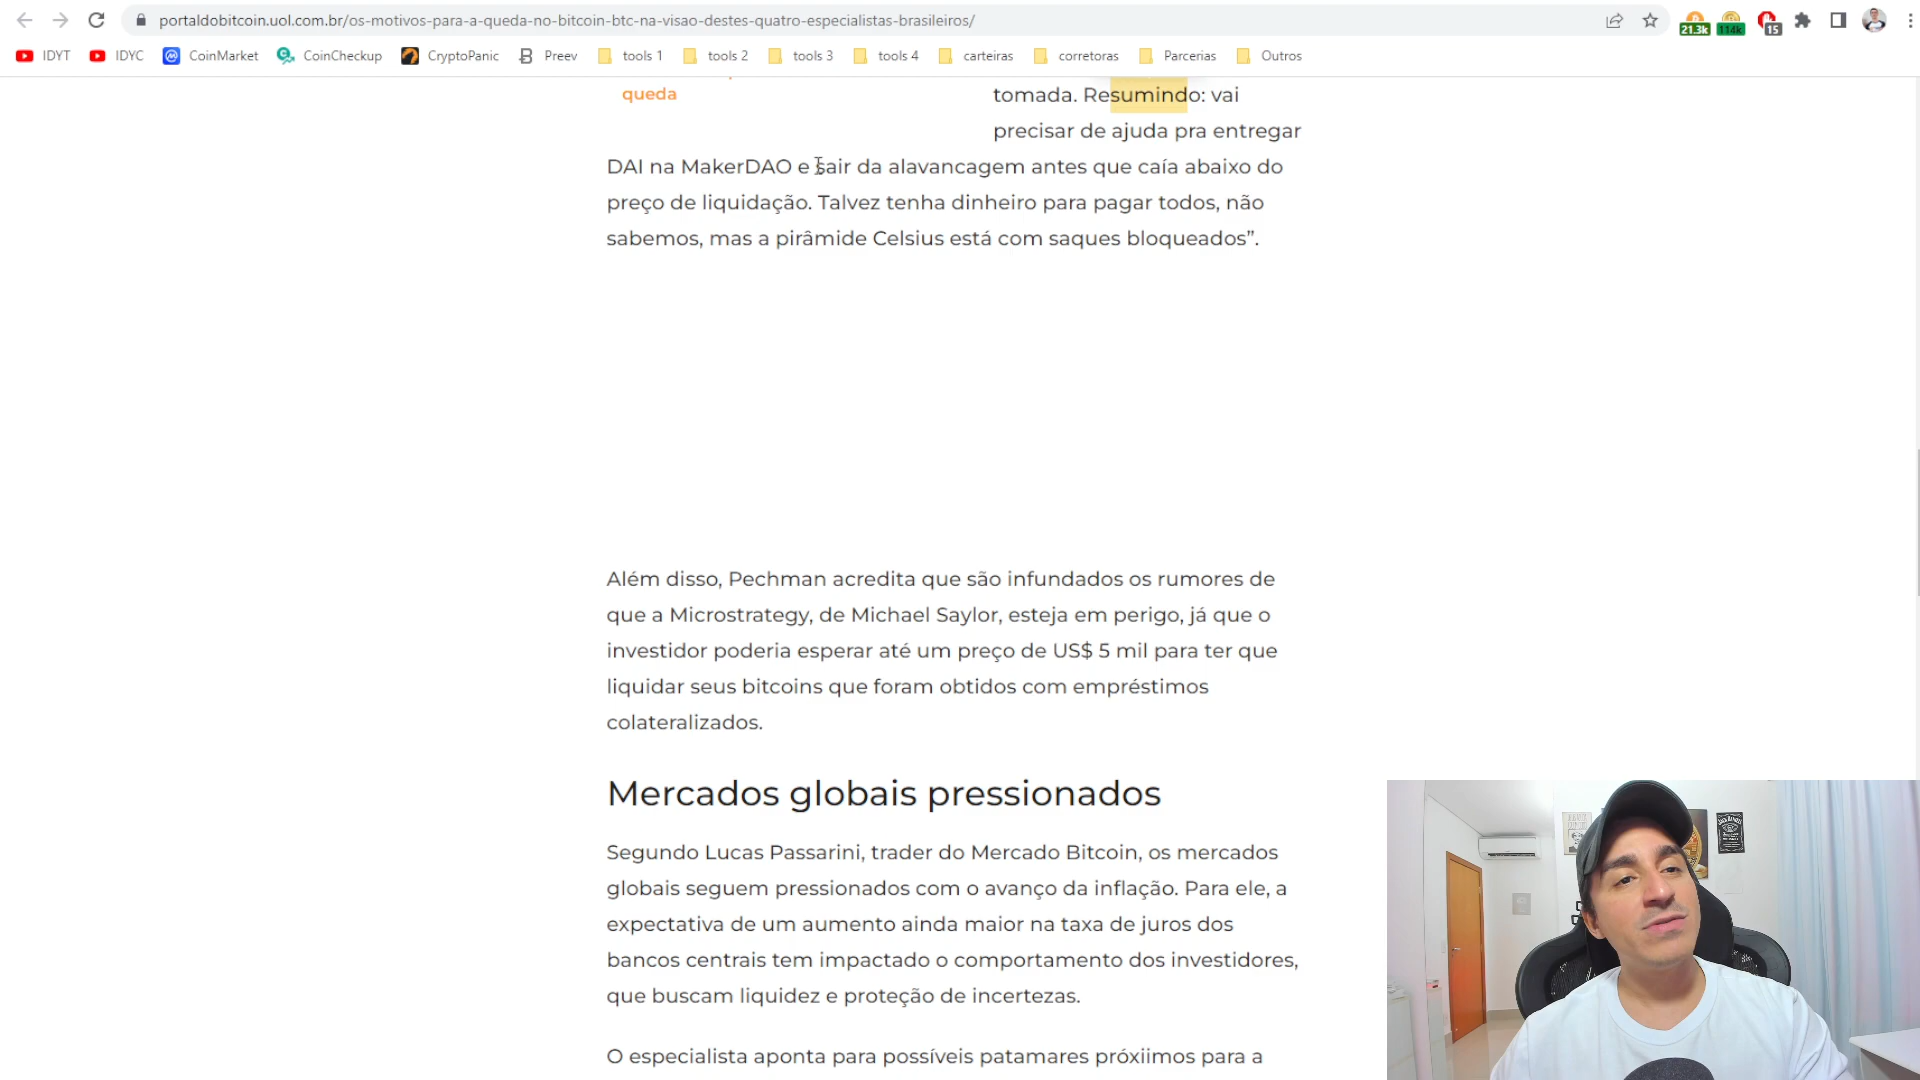 portaldobitcoin.uol.com.br/os-motivos-para-a-queda-no-bitcoin-btc-na-visao-destes-quatro-especialistas-brasileiros/
21.3k
114k
15
IDYT
IDYC
CoinMarket
CoinCheckup
CryptoPanic
Preev
tools 1
tools 2
tools 3
tools 4
carteiras
corretoras
Parcerias
Outros
queda
tomada. Resumindo: vai
precisar de ajuda pra entregar
DAI na MakerDAO e sair da alavancagem antes que caía abaixo do
preço de liquidação. Talvez tenha dinheiro para pagar todos, não
sabemos, mas a pirâmide Celsius está com saques bloqueados”.
Além disso, Pechman acredita que são infundados os rumores de
que a Microstrategy, de Michael Saylor, esteja em perigo, já que o
investidor poderia esperar até um preço de US$ 5 mil para ter que
liquidar seus bitcoins que foram obtidos com empréstimos
colateralizados.
Mercados globais pressionados
Segundo Lucas Passarini, trader do Mercado Bitcoin, os mercados
globais seguem pressionados com o avanço da inflação. Para ele, a
expectativa de um aumento ainda maior na taxa de juros dos
bancos centrais tem impactado o comportamento dos investidores,
que buscam liquidez e proteção de incertezas.
O especialista aponta para possíveis patamares próxiimos para a